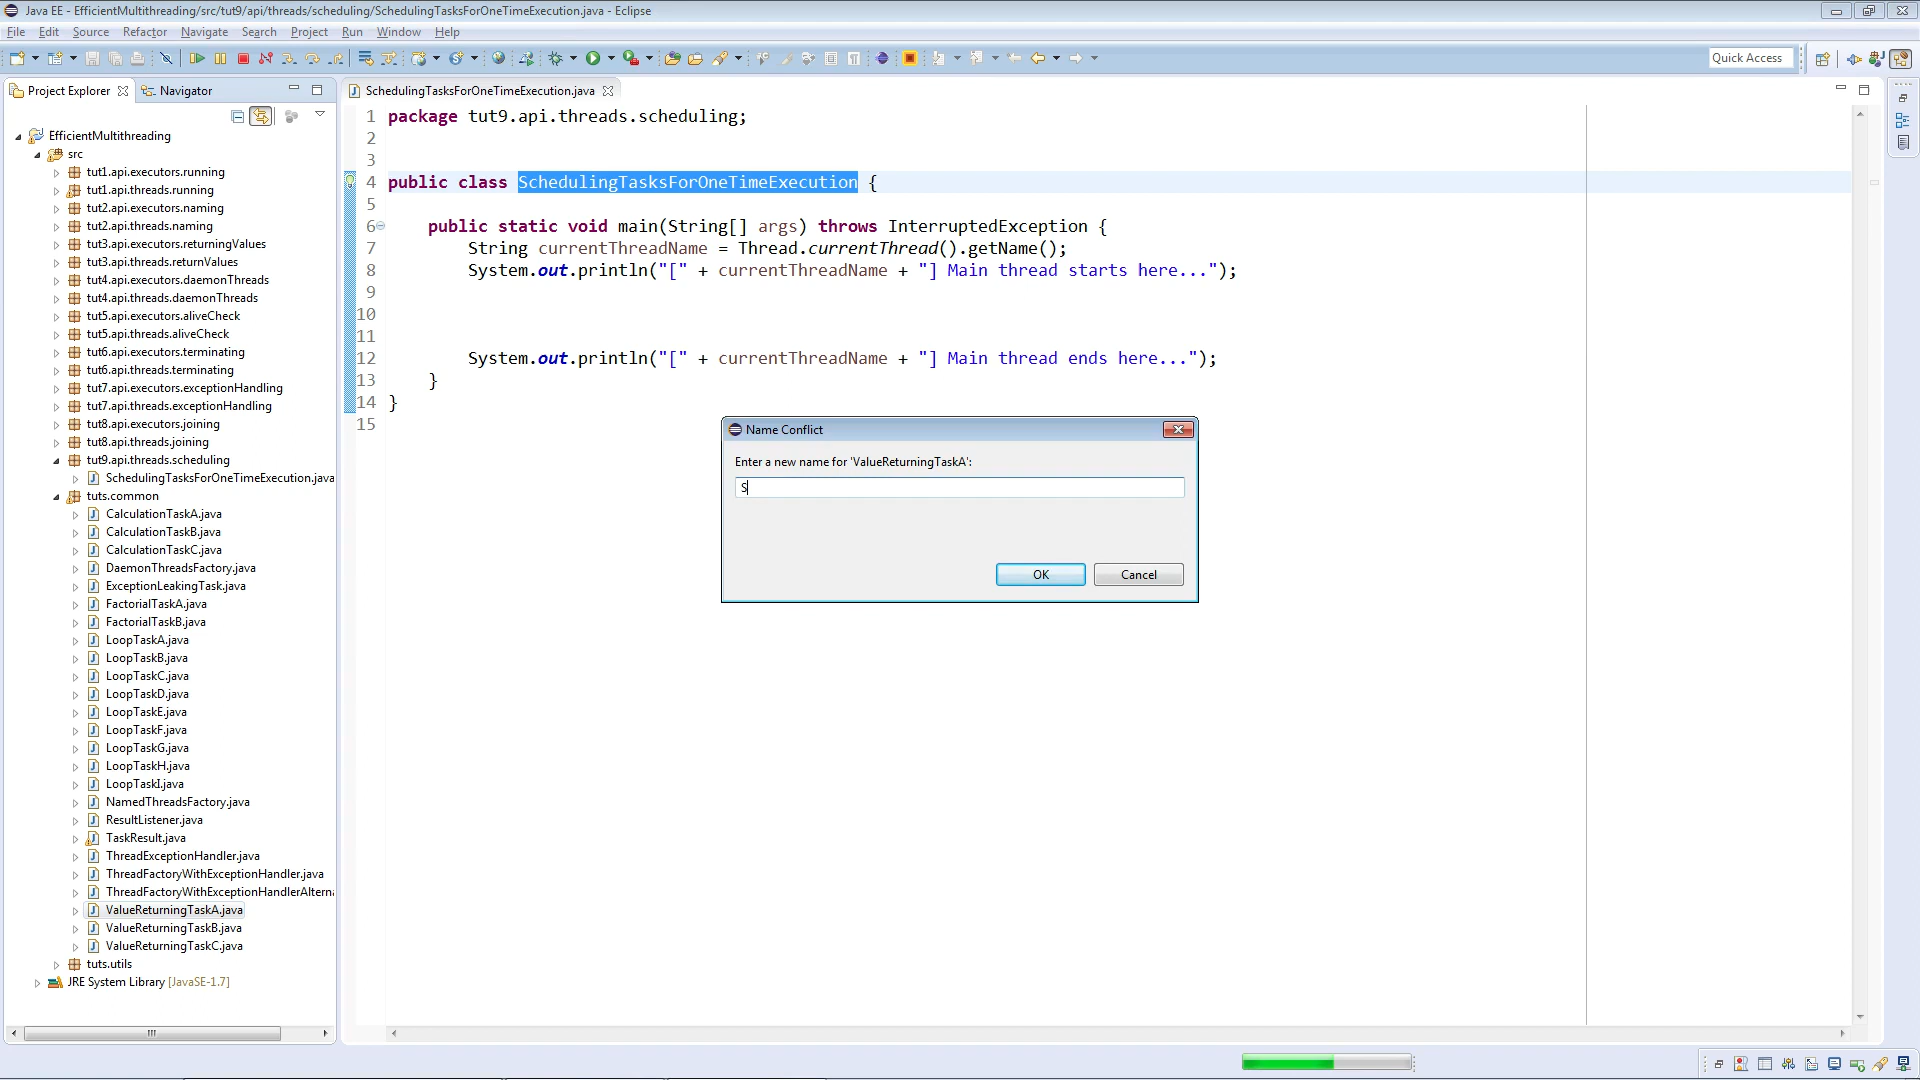 Java EE - EfficientMultithreading/src/tut9/api/threads/scheduling/SchedulingTasksForOneTimeExecution.java - Eclipse
File Edit Source Refactor Navigate Search Project Run Window Help
Quick Access
Project Explorer
Navigator
SchedulingTasksForOneTimeExecution.java
EfficientMultithreading
src
tut1.api.executors.running
tut1.api.threads.running
tut2.api.executors.naming
tut2.api.threads.naming
tut3.api.executors.returningValues
tut3.api.threads.returnValues
tut4.api.executors.daemonThreads
tut4.api.threads.daemonThreads
tut5.api.executors.aliveCheck
tut5.api.threads.aliveCheck
tut6.api.executors.terminating
tut6.api.threads.terminating
tut7.api.executors.exceptionHandling
tut7.api.threads.exceptionHandling
tut8.api.executors.joining
tut8.api.threads.joining
tut9.api.threads.scheduling
SchedulingTasksForOneTimeExecution.java
tuts.common
CalculationTaskA.java
CalculationTaskB.java
CalculationTaskC.java
DaemonThreadsFactory.java
ExceptionLeakingTask.java
FactorialTaskA.java
FactorialTaskB.java
LoopTaskA.java
LoopTaskB.java
LoopTaskC.java
LoopTaskD.java
LoopTaskE.java
LoopTaskF.java
LoopTaskG.java
LoopTaskH.java
LoopTaskI.java
NamedThreadsFactory.java
ResultListener.java
TaskResult.java
ThreadExceptionHandler.java
ThreadFactoryWithExceptionHandler.java
ThreadFactoryWithExceptionHandlerAltern
ValueReturningTaskA.java
ValueReturningTaskB.java
ValueReturningTaskC.java
tuts.utils
JRE System Library [JavaSE-1.7]
1 package tut9.api.threads.scheduling;
2
3
4 public class SchedulingTasksForOneTimeExecution {
5
6 public static void main(String[] args) throws InterruptedException {
7 String currentThreadName = Thread.currentThread().getName();
8 System.out.println("[" + currentThreadName + "] Main thread starts here...");
9
10
11
12 System.out.println("[" + currentThreadName + "] Main thread ends here...");
13 }
14 }
15
Name Conflict
Enter a new name for 'ValueReturningTaskA':
S
OK
Cancel